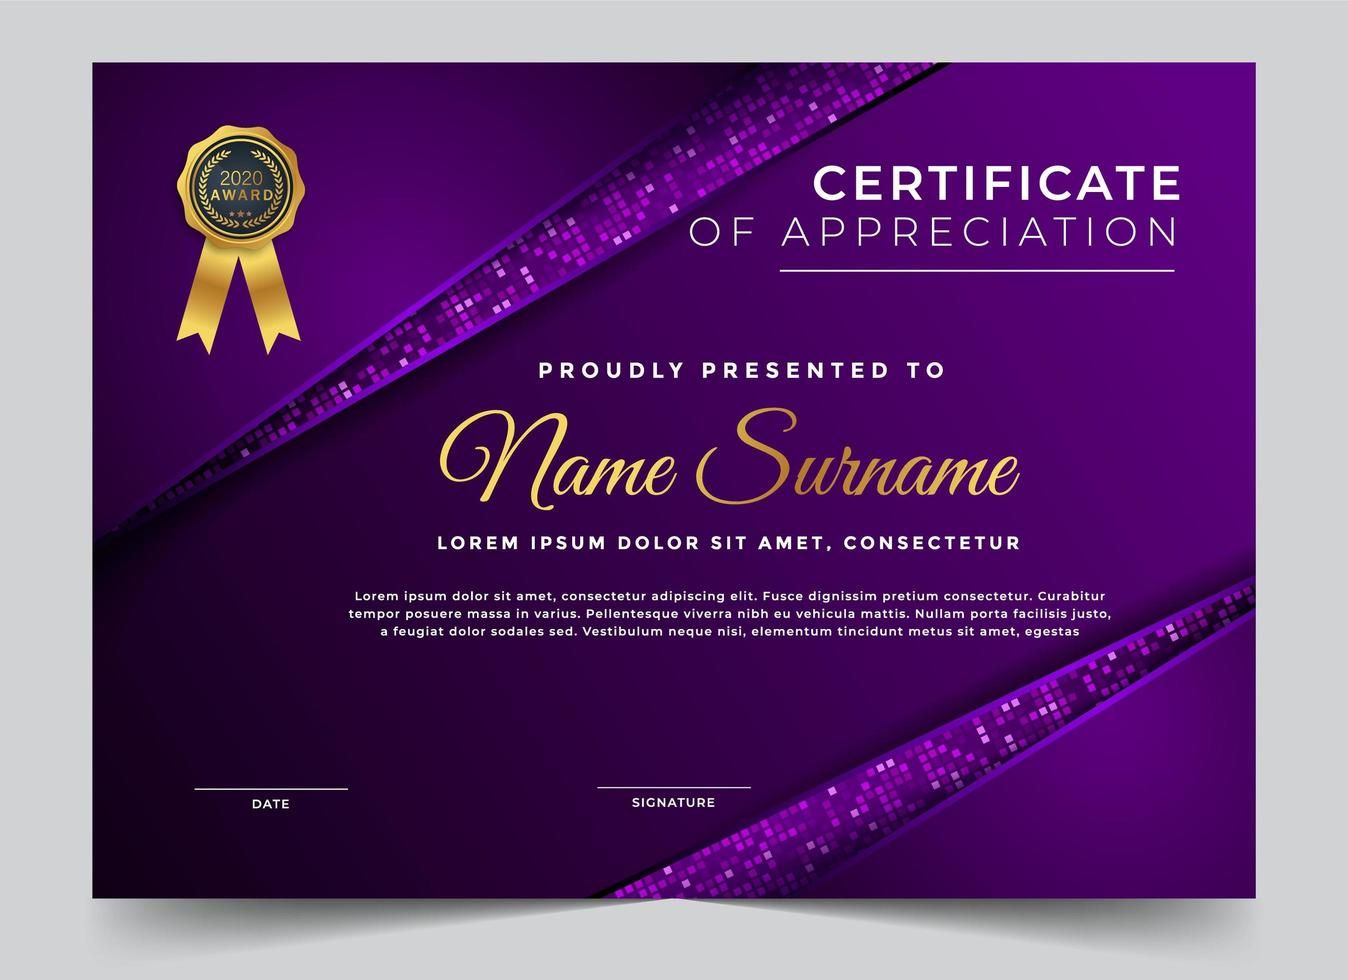 2020
AWARD
CERTIFICATE
OF APPRECIATION
PROUDLY PRESENTED TO
Name Surname
LOREM IPSUM DOLOR SIT AMET, CONSECTETUR
Lorem ipsum dolor sit amet, consectetur adipiscing elit. Fusce dignissim pretium consectetur. Curabitur
tempor posuere massa in varius. Pellentesque viverra nibh eu vehicula mattis. Nullam porta facilisis justo,
a feugiat dolor sodales sed. Vestibulum neque nisi, elementum tincidunt metus sit amet, egestas
DATE
SIGNATURE